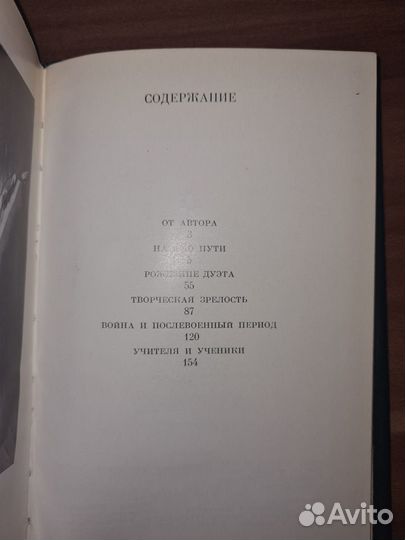 СОДЕРЖАНИЕ
ОТ АВТОРА
3
ПУТИ
5
РОЖДЕНИЕ ДУЭТА
55
ТВОРЧЕСКАЯ ЗРЕЛОСТЬ
87
ВОЙНА И ПОСЛЕВОЕННЫЙ ПЕРИОД
120
УЧИТЕЛЯ И УЧЕНИКИ
154
Avito